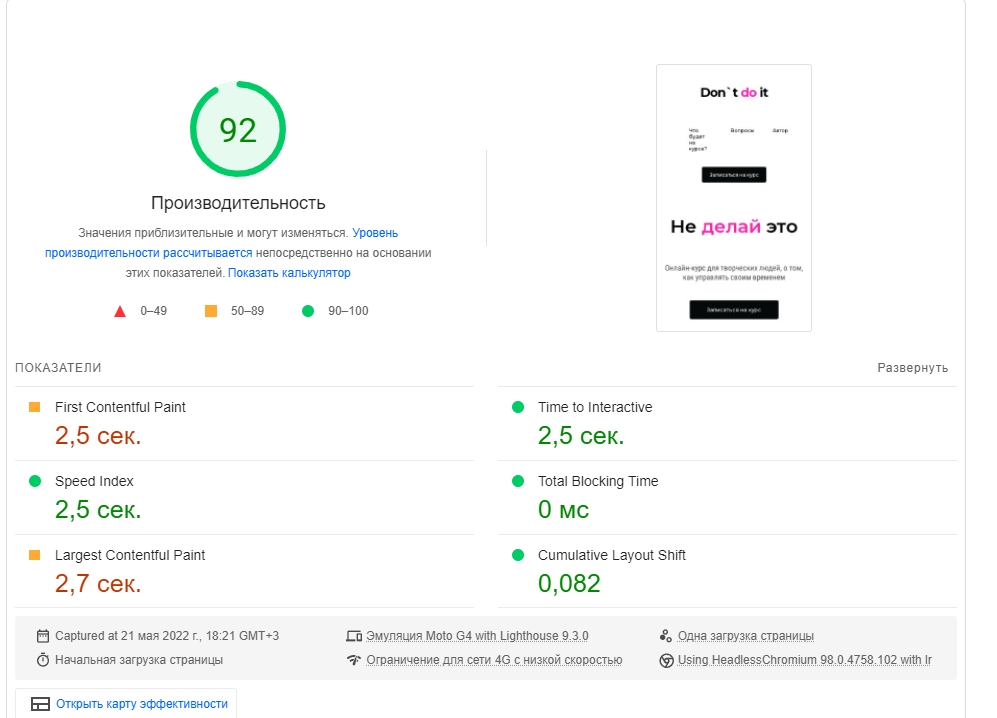 92
Производительность
Значения приблизительные и могут изменяться. Уровень
производительности рассчитывается непосредственно на основании
этих показателей. Показать калькулятор
0–49
50–89
90–100
Don`t do it
Что
будет
на
курсе?
Вопросы
Автор
Записаться на курс
Не делай это
Онлайн-курс для творческих людей, о том,
как управлять своим временем
Записаться на курс
ПОКАЗАТЕЛИ
Развернуть
First Contentful Paint
2,5 сек.
Time to Interactive
2,5 сек.
Speed Index
2,5 сек.
Total Blocking Time
0 мс
Largest Contentful Paint
2,7 сек.
Cumulative Layout Shift
0,082
Captured at 21 мая 2022 г., 18:21 GMT+3
Эмуляция Moto G4 with Lighthouse 9.3.0
Одна загрузка страницы
Начальная загрузка страницы
Ограничение для сети 4G с низкой скоростью
Using HeadlessChromium 98.0.4758.102 with lr
Открыть карту эффективности